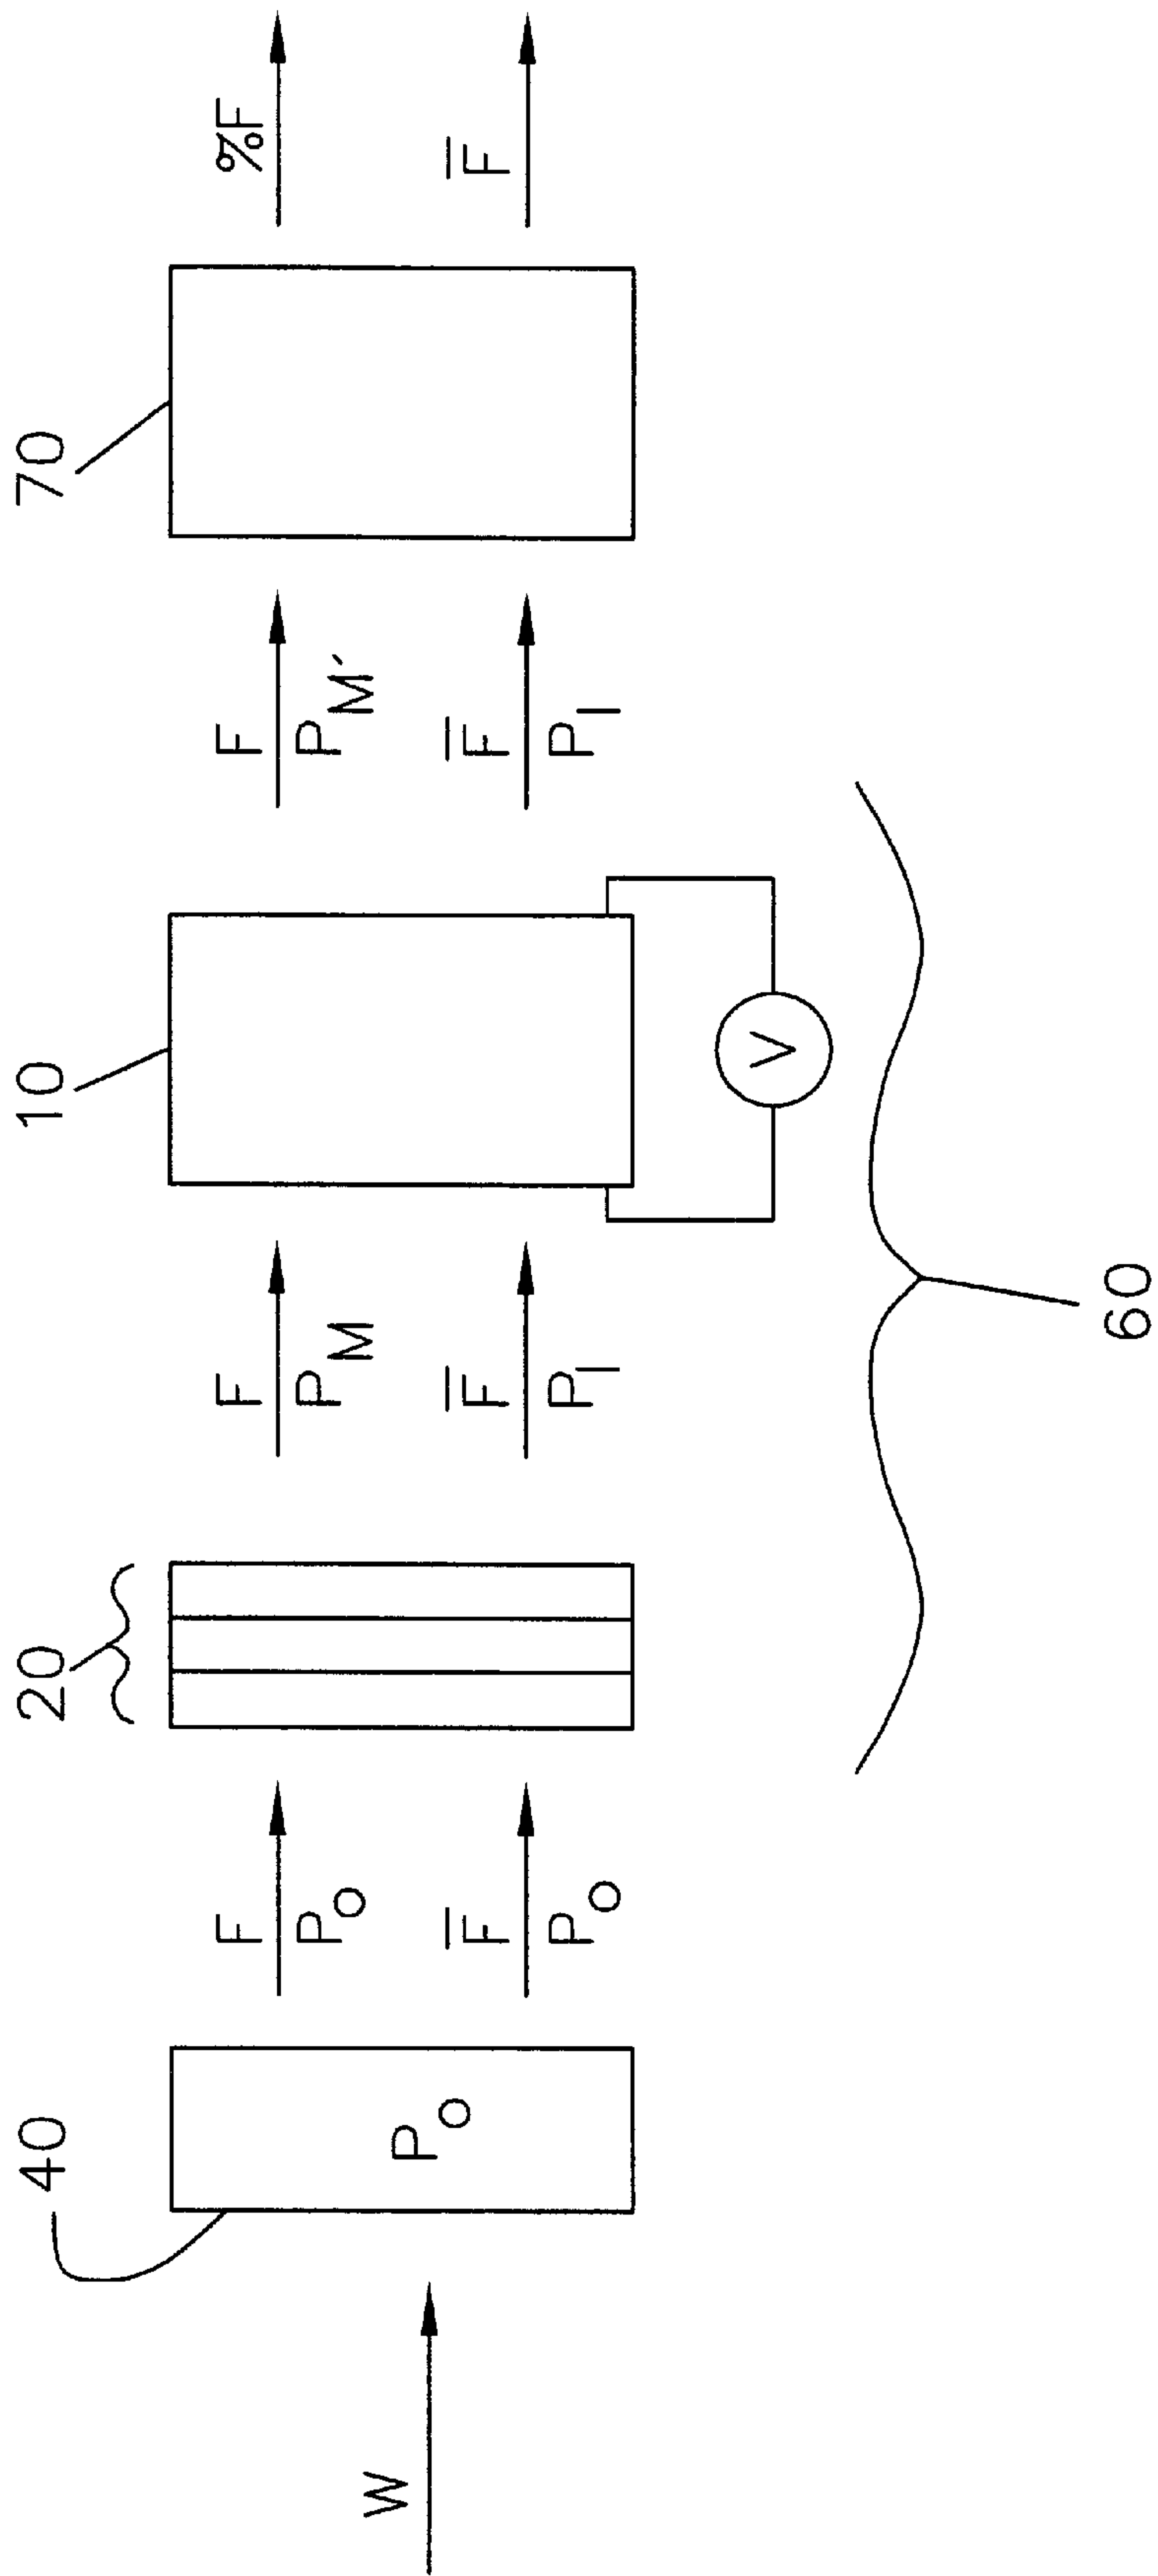 40 20 10 70
F F F %F
P_O P_M P_M´
W P_O
F̄ F̄ F̄ F̄
P_O P_I P_I
V
60